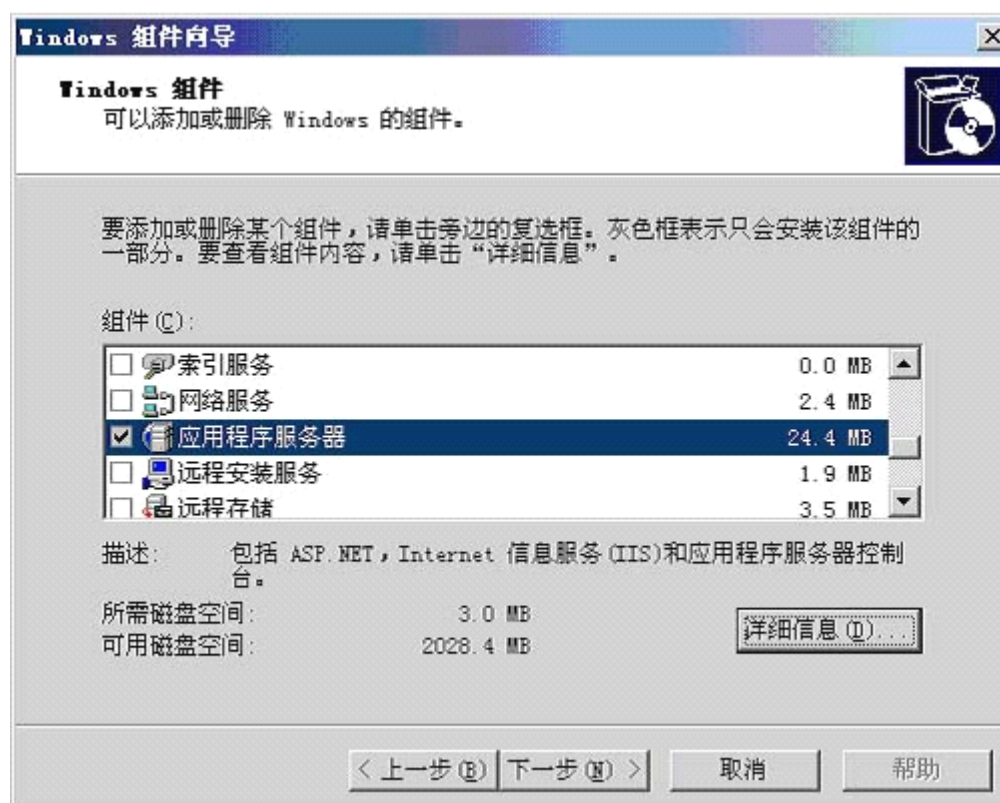 Windows 组件向导
Windows 组件
可以添加或删除 Windows 的组件。
要添加或删除某个组件，请单击旁边的复选框。灰色框表示只会安装该组件的
一部分。要查看组件内容，请单击“详细信息”。
组件(C):
索引服务 0.0 MB
网络服务 2.4 MB
应用程序服务器 24.4 MB
远程安装服务 1.9 MB
远程存储 3.5 MB
描述: 包括 ASP.NET，Internet 信息服务(IIS)和应用程序服务器控制
台。
所需磁盘空间: 3.0 MB
可用磁盘空间: 2028.4 MB
详细信息(D)...
< 上一步(B) 下一步(N) > 取消 帮助